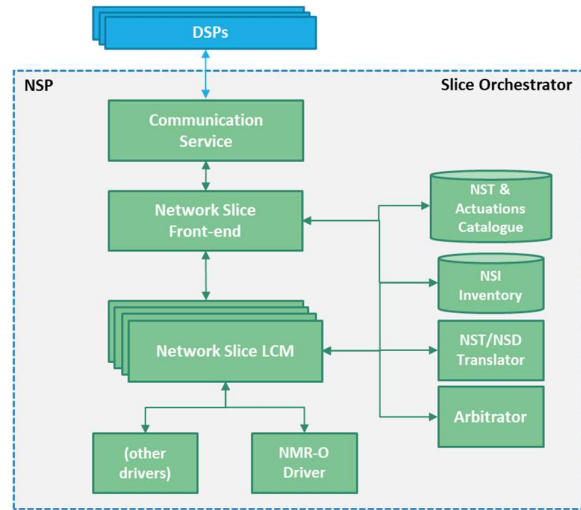 DSPs
NSP
Slice Orchestrator
Communication
Service
Network Slice
Front-end
NST &
Actuations
Catalogue
NSI
Inventory
Network Slice LCM
NST/NSD
Translator
Arbitrator
(other
drivers)
NMR-O
Driver